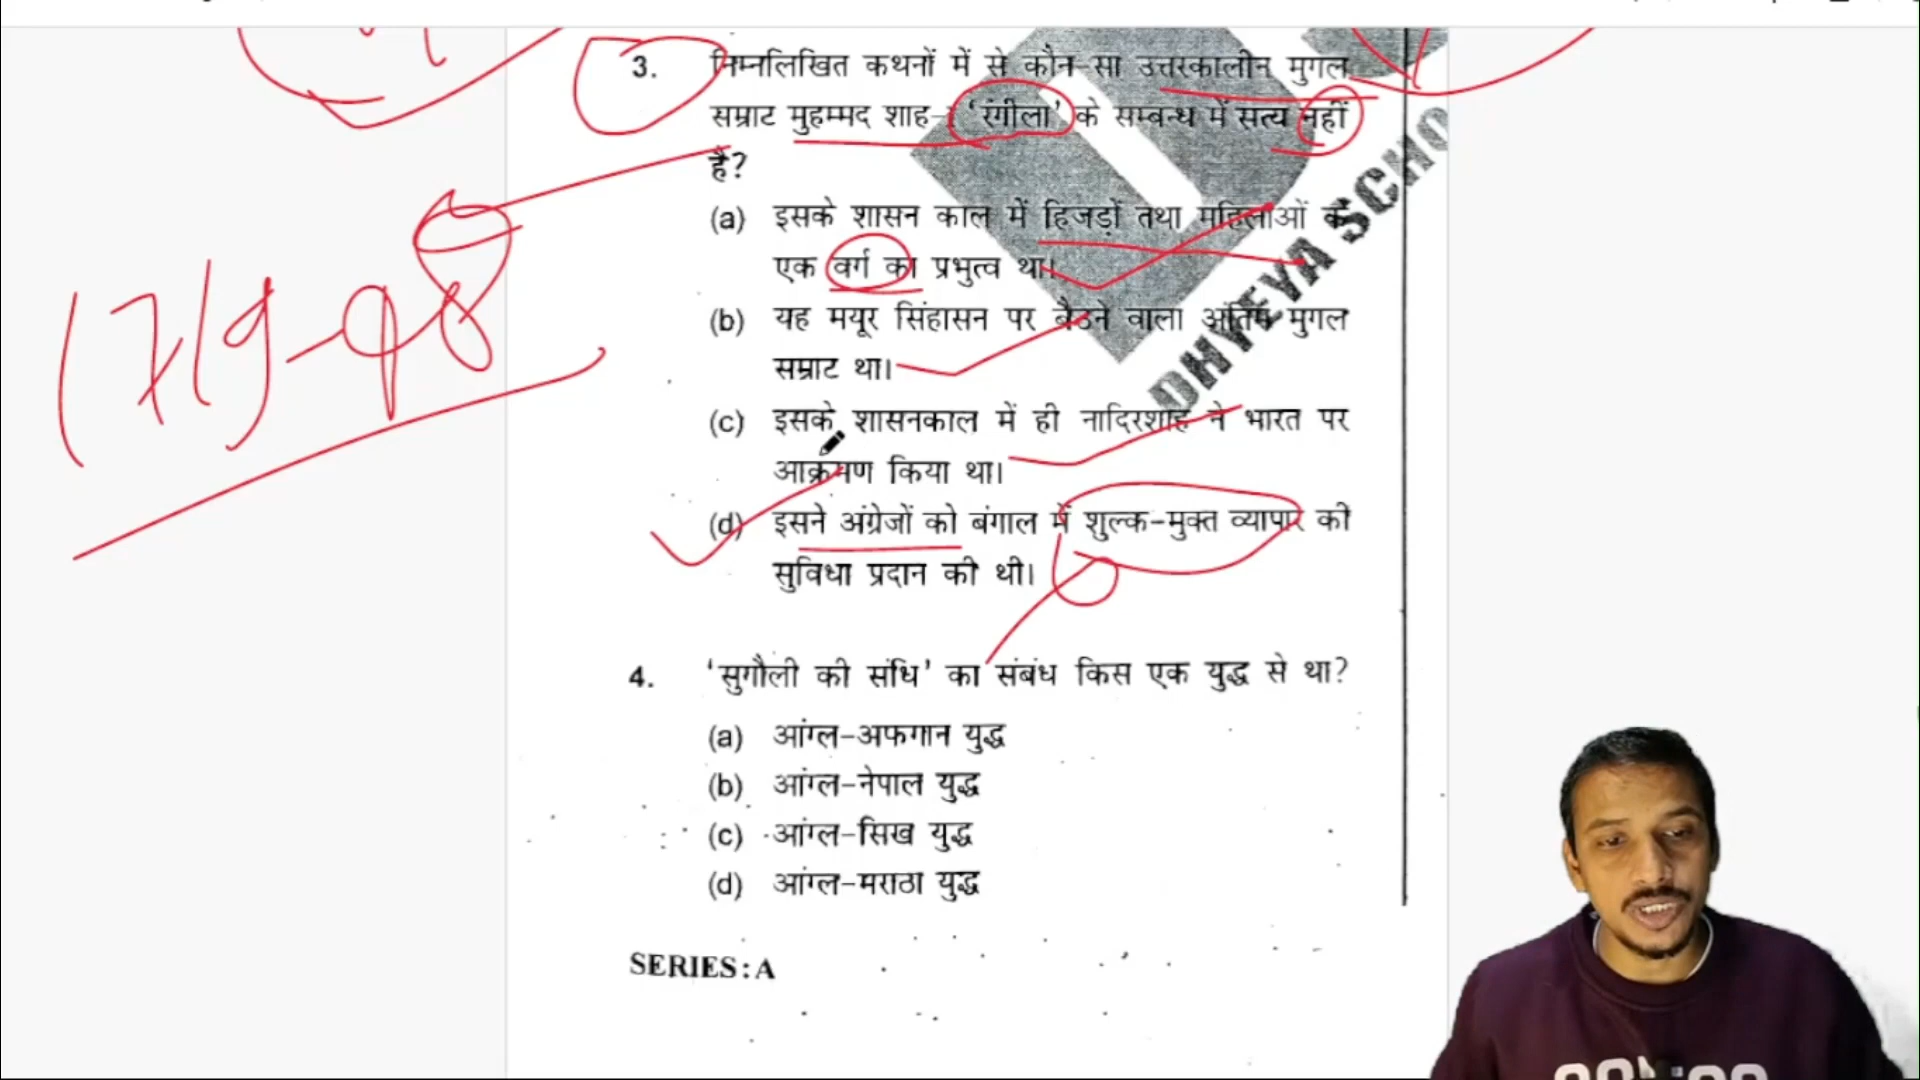 3. निम्नलिखित कथनों में से कौन-सा उत्तरकालीन मुगल
सम्राट मुहम्मद शाह- 'रंगीला' के सम्बन्ध में सत्य नहीं
है?
(a) इसके शासन काल में हिजड़ों तथा महिलाओं के
एक वर्ग का प्रभुत्व था।
(b) यह मयूर सिंहासन पर बैठने वाला अंतिम मुगल
सम्राट था।
(c) इसके शासनकाल में ही नादिरशाह ने भारत पर
आक्रमण किया था।
(d) इसने अंग्रेजों को बंगाल में शुल्क-मुक्त व्यापार की
सुविधा प्रदान की थी।
1719-48
DHYEYA SCHO
4. 'सुगौली की संधि' का संबंध किस एक युद्ध से था?
(a) आंग्ल-अफगान युद्ध
(b) आंग्ल-नेपाल युद्ध
(c) आंग्ल-सिख युद्ध
(d) आंग्ल-मराठा युद्ध
SERIES : A